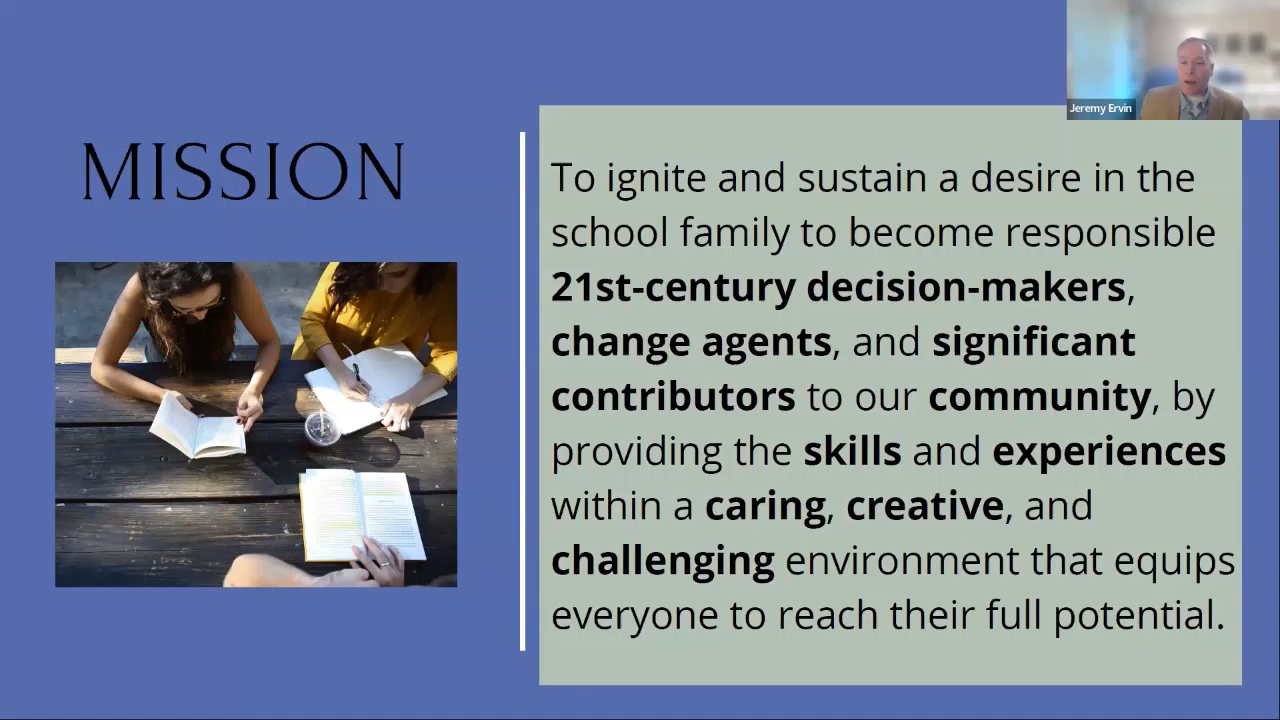 Jeremy Ervin
MISSION
To ignite and sustain a desire in the
school family to become responsible
21st-century decision-makers,
change agents, and significant
contributors to our community, by
providing the skills and experiences
within a caring, creative, and
challenging environment that equips
everyone to reach their full potential.